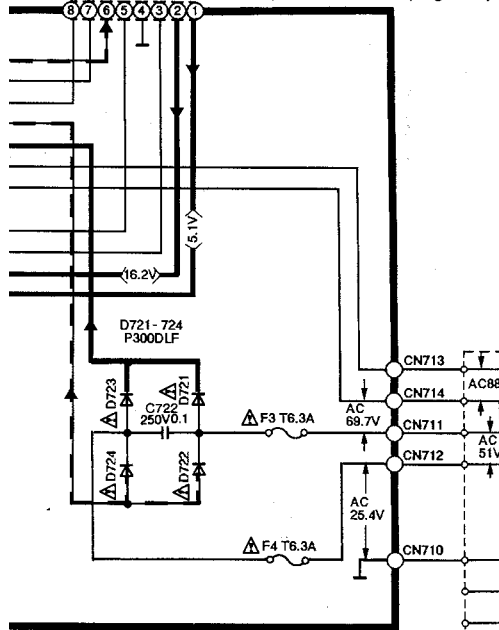 8 7 6 5 4 3 2 1
5.1V
16.2V
D721-724
P300DLF
D723
D721
C722
250V0.1
D724
D722
F3 T6.3A
F4 T6.3A
AC
69.7V
AC
25.4V
CN713
CN714
CN711
CN712
CN710
AC88
AC
51V